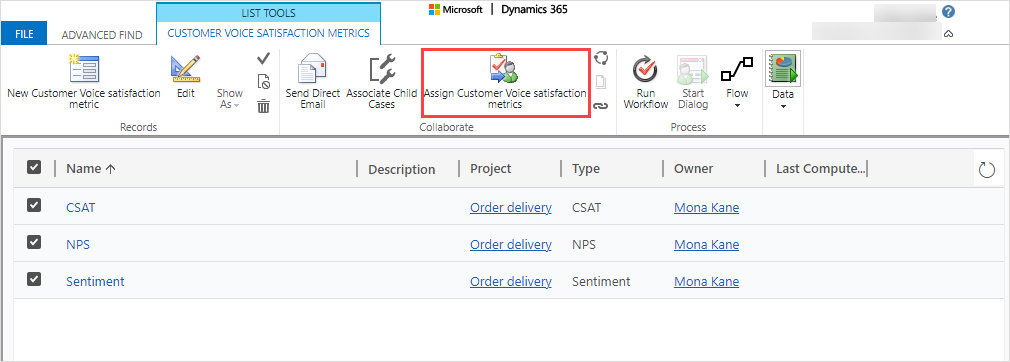 LIST TOOLS
Microsoft | Dynamics 365
FILE
ADVANCED FIND
CUSTOMER VOICE SATISFACTION METRICS
New Customer Voice satisfaction
metric
Edit
Show
As
Records
Send Direct
Email
Associate Child
Cases
Assign Customer Voice satisfaction
metrics
Collaborate
Run
Workflow
Start
Dialog
Flow
Process
Data
Name Description Project Type Owner Last Compute...
CSAT Order delivery CSAT Mona Kane
NPS Order delivery NPS Mona Kane
Sentiment Order delivery Sentiment Mona Kane